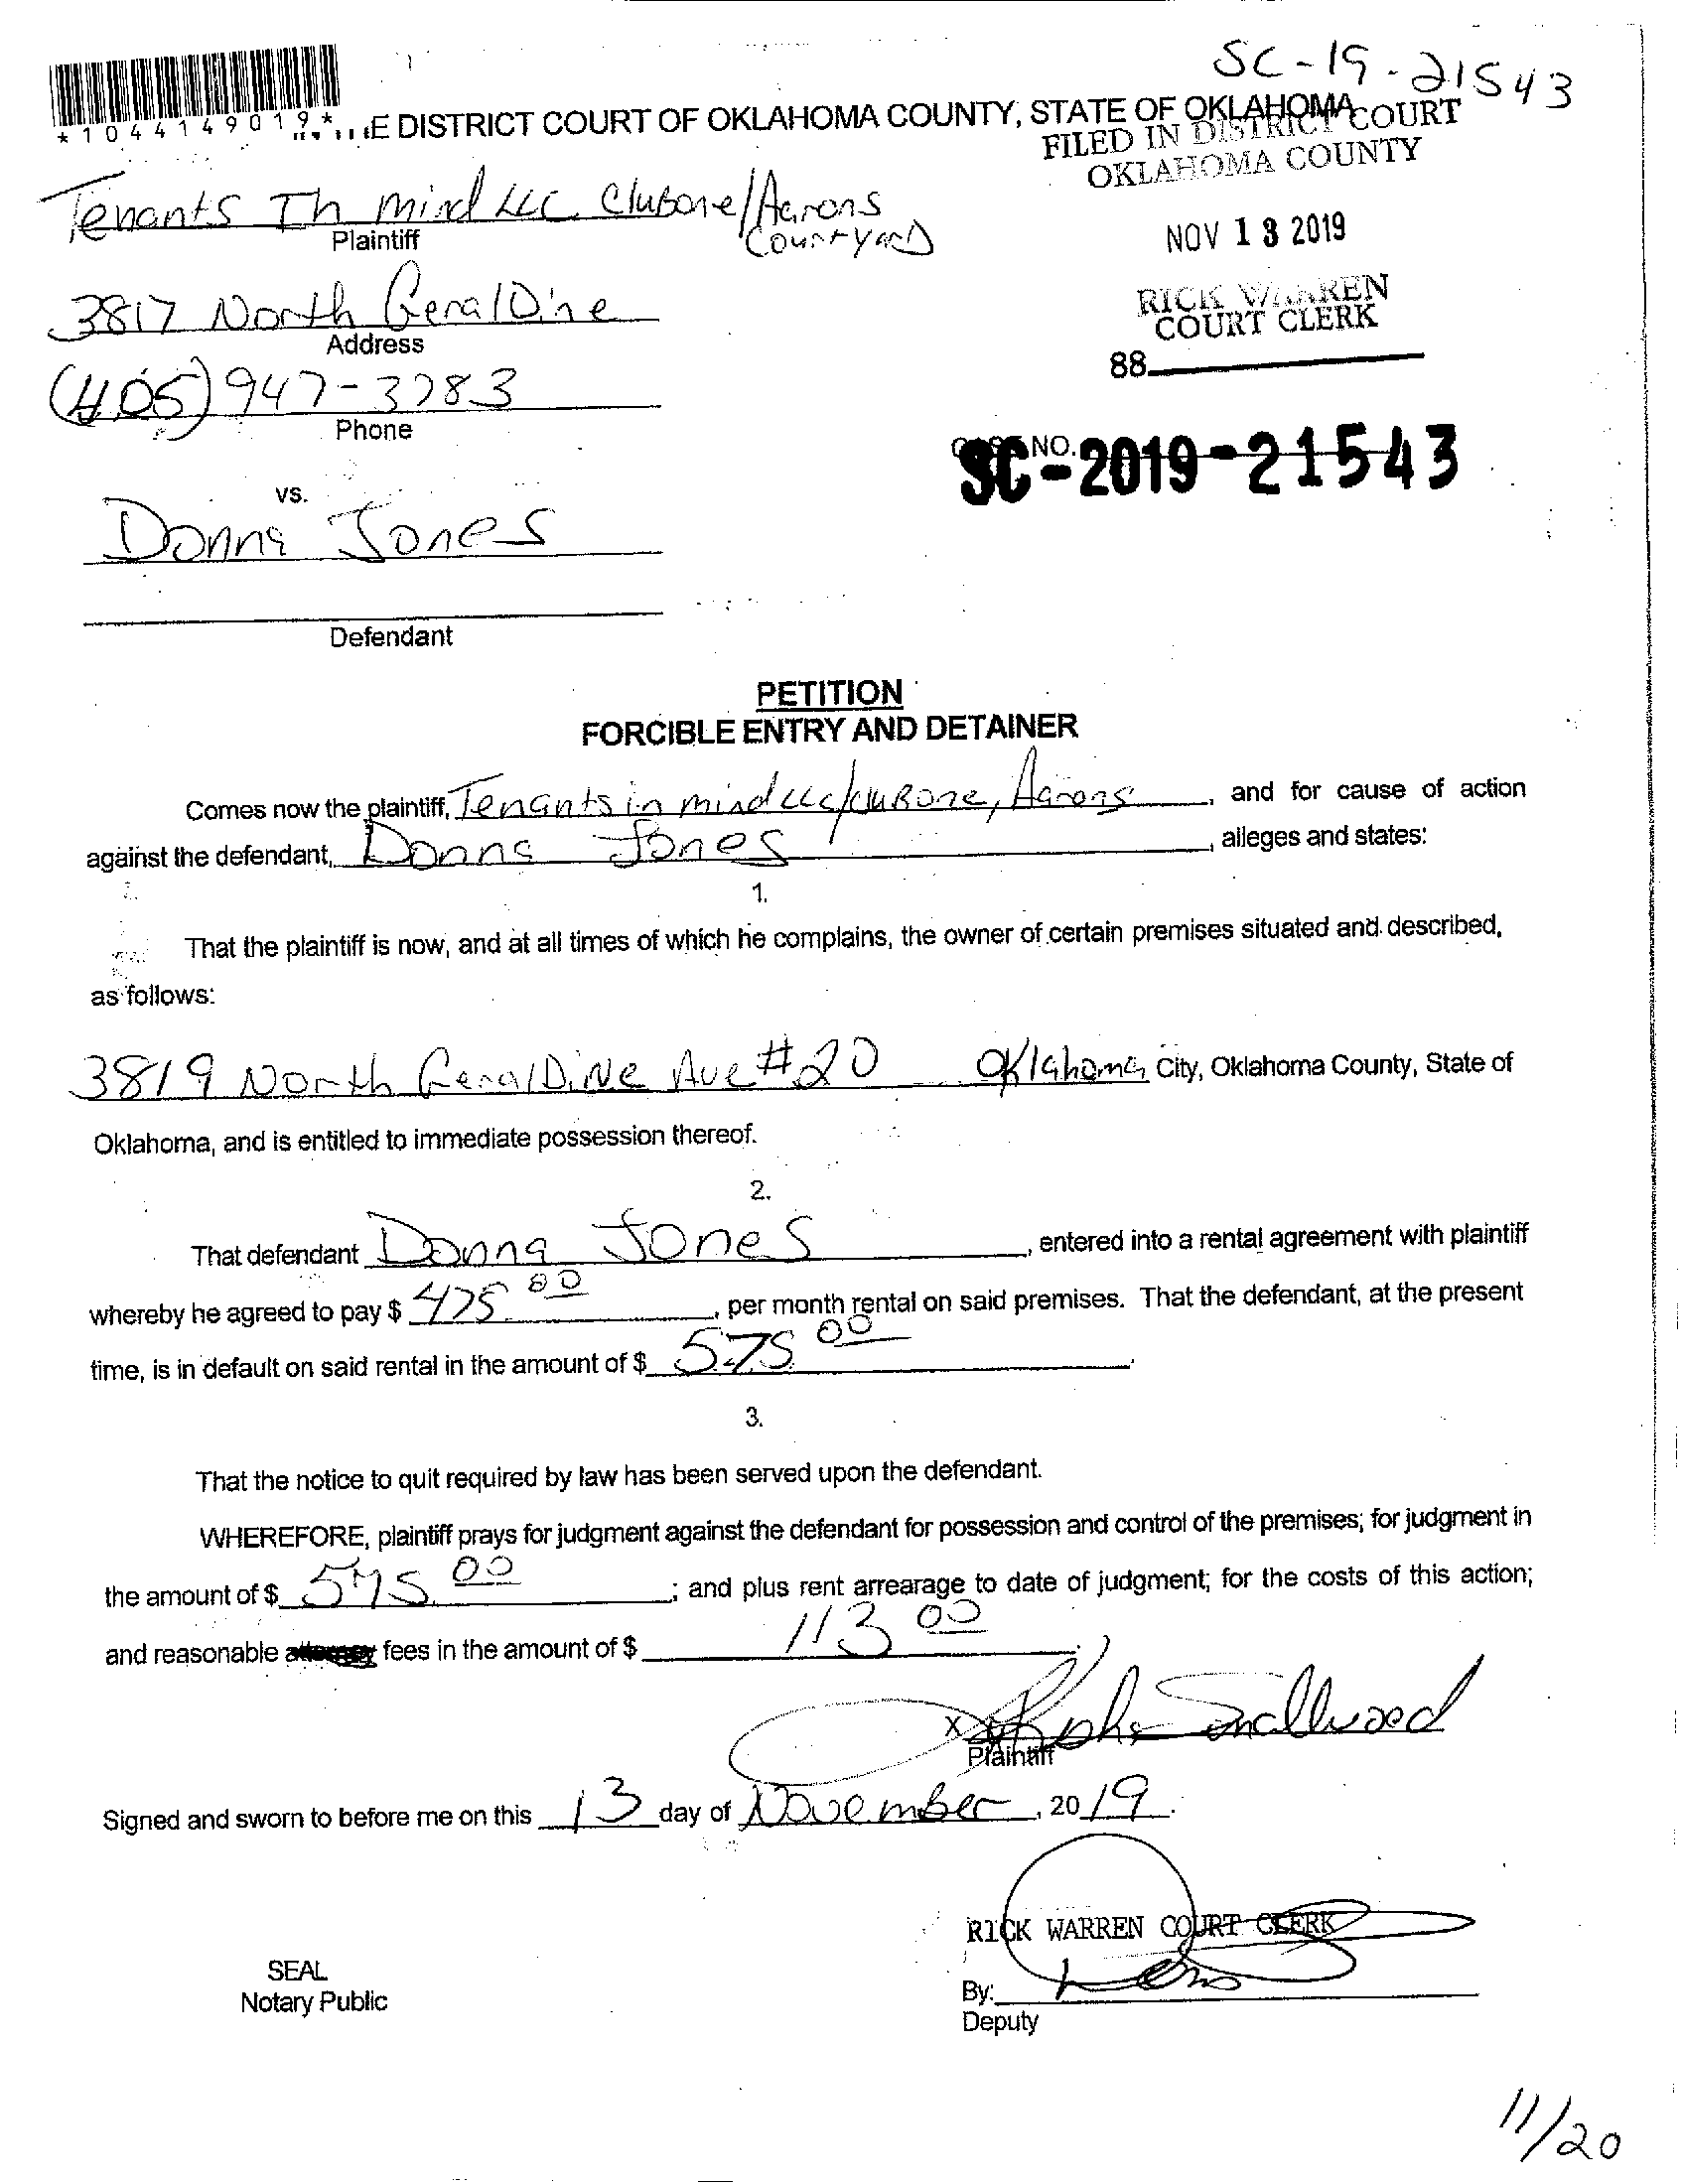 SC-19-21543
*1044149019*
E DISTRICT COURT OF OKLAHOMA COUNTY, STATE OF OKLAHOMA
FILED IN DISTRICT COURT
OKLAHOMA COUNTY
Tenants In mind LLC. Clubone/Aarons
Courtyard
Plaintiff
NOV 13 2019
3817 North GeralDine
Address
RICK WARREN
COURT CLERK
88
(405) 947-3783
Phone
NO.
SC-2019-21543
vs.
Donna Jones
Defendant
PETITION
FORCIBLE ENTRY AND DETAINER
Comes now the plaintiff, Tenants in mind LLC/cluBone, Aarons, and for cause of action
against the defendant, Donna Jones, alleges and states:
1.
That the plaintiff is now, and at all times of which he complains, the owner of certain premises situated and described,
as follows:
3819 North GeralDiNe Ave #20 Oklahoma City, Oklahoma County, State of
Oklahoma, and is entitled to immediate possession thereof.
2.
That defendant Donna Jones, entered into a rental agreement with plaintiff
whereby he agreed to pay $ 475.00, per month rental on said premises. That the defendant, at the present
time, is in default on said rental in the amount of $ 575.00.
3.
That the notice to quit required by law has been served upon the defendant.
WHEREFORE, plaintiff prays for judgment against the defendant for possession and control of the premises; for judgment in
the amount of $ 575.00; and plus rent arrearage to date of judgment; for the costs of this action;
and reasonable attorney fees in the amount of $ 113 00.
X Smallwood
Plaintiff
Signed and sworn to before me on this 13 day of November, 2019.
RICK WARREN COURT CLERK
SEAL
Notary Public
By:
Deputy
11/20